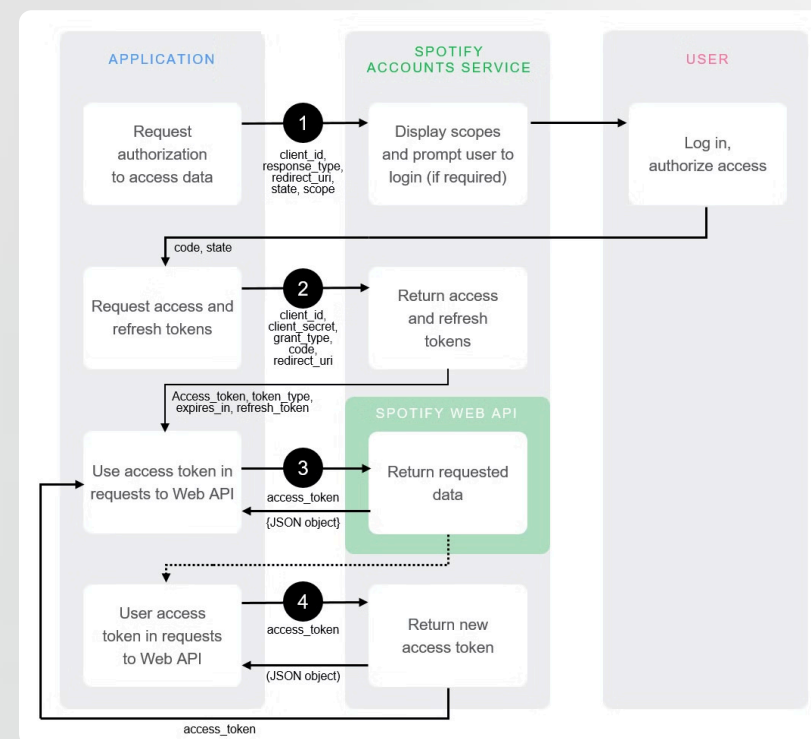 APPLICATION
SPOTIFY
ACCOUNTS SERVICE
USER
Request
authorization
to access data
1
client_id,
response_type,
redirect_uri,
state, scope
Display scopes
and prompt user to
login (if required)
Log in,
authorize access
code, state
Request access and
refresh tokens
2
client_id,
client_secret,
grant_type,
code,
redirect_uri
Return access
and refresh
tokens
Access_token, token_type,
expires_in, refresh_token
SPOTIFY WEB API
Use access token in
requests to Web API
3
access_token
{JSON object}
Return requested
data
User access
token in requests
to Web API
4
access_token
(JSON object)
Return new
access token
access_token